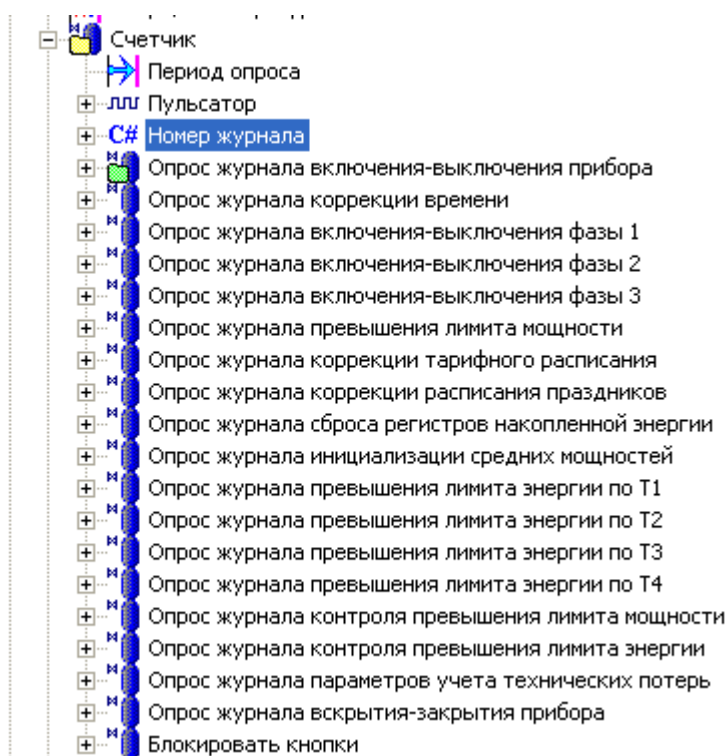 Счетчик
Период опроса
Пульсатор
C# Номер журнала
Опрос журнала включения-выключения прибора
Опрос журнала коррекции времени
Опрос журнала включения-выключения фазы 1
Опрос журнала включения-выключения фазы 2
Опрос журнала включения-выключения фазы 3
Опрос журнала превышения лимита мощности
Опрос журнала коррекции тарифного расписания
Опрос журнала коррекции расписания праздников
Опрос журнала сброса регистров накопленной энергии
Опрос журнала инициализации средних мощностей
Опрос журнала превышения лимита энергии по Т1
Опрос журнала превышения лимита энергии по Т2
Опрос журнала превышения лимита энергии по Т3
Опрос журнала превышения лимита энергии по Т4
Опрос журнала контроля превышения лимита мощности
Опрос журнала контроля превышения лимита энергии
Опрос журнала параметров учета технических потерь
Опрос журнала вскрытия-закрытия прибора
Блокировать кнопки